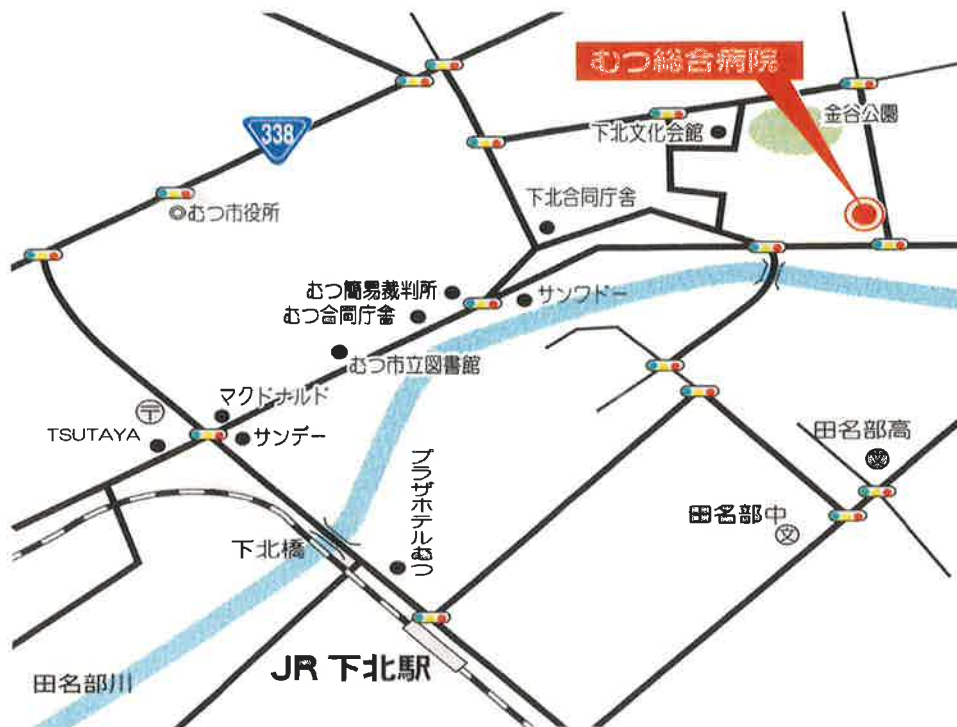 むつ総合病院
金谷公園
338
下北文化会館
下北合同庁舎
◎むつ市役所
むつ簡易裁判所
サンワドー
むつ合同庁舎
むつ市立図書館
マクドナルド
〒
TSUTAYA
サンデー
田名部高
プラザホテルむつ
田名部中
文
下北橋
JR 下北駅
田名部川